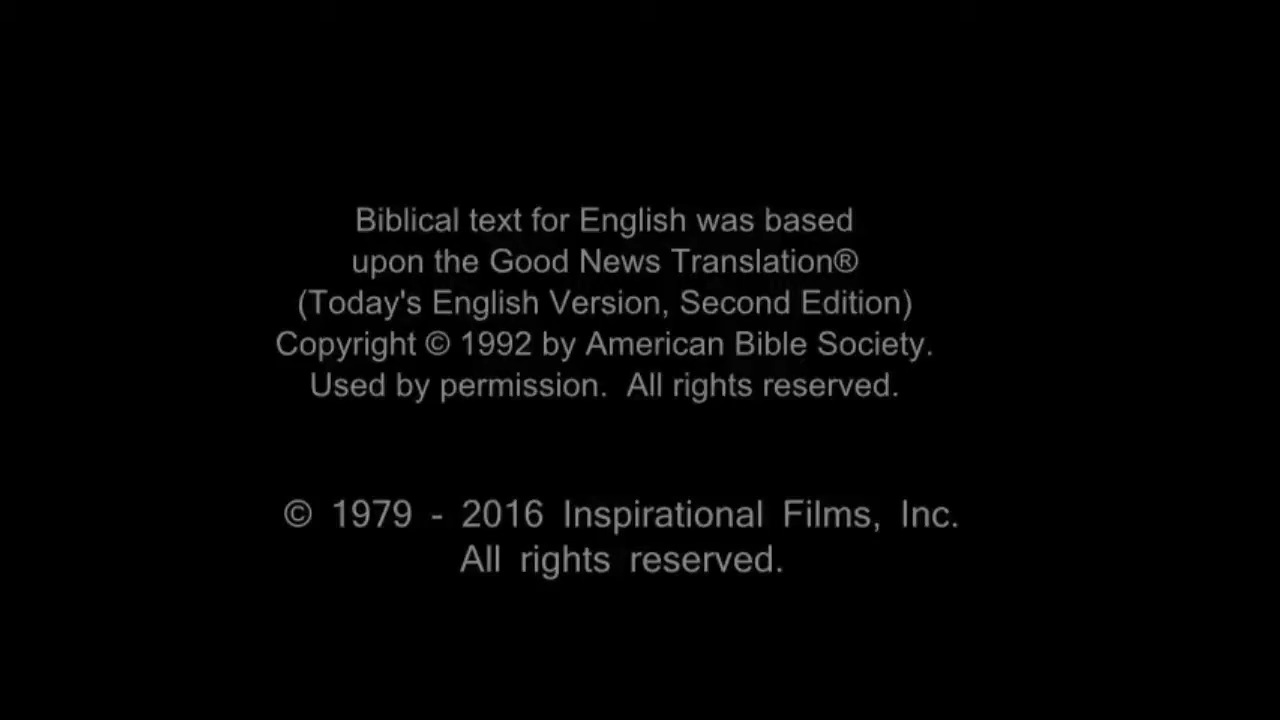 Biblical text for English was based
upon the Good News Translation®
(Today's English Version, Second Edition)
Copyright © 1992 by American Bible Society.
Used by permission. All rights reserved.
© 1979 - 2016 Inspirational Films, Inc.
All rights reserved.